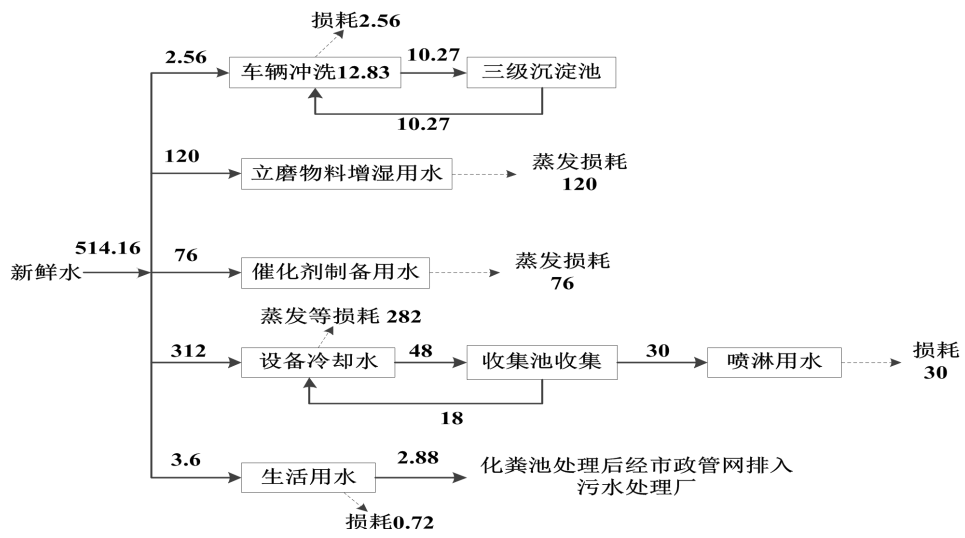 损耗2.56
2.56
车辆冲洗12.83
10.27
三级沉淀池
10.27
120
立磨物料增湿用水
蒸发损耗
120
新鲜水
514.16
76
催化剂制备用水
蒸发损耗
76
蒸发等损耗 282
312
设备冷却水
48
收集池收集
30
喷淋用水
损耗
30
18
3.6
生活用水
2.88
化粪池处理后经市政管网排入
污水处理厂
损耗0.72